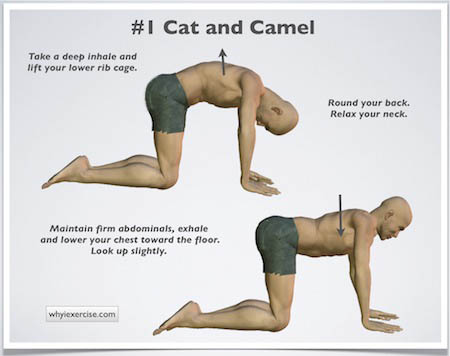 #1 Cat and Camel
Take a deep inhale and
lift your lower rib cage.
Round your back.
Relax your neck.
Maintain firm abdominals, exhale
and lower your chest toward the floor.
Look up slightly.
whyiexercise.com